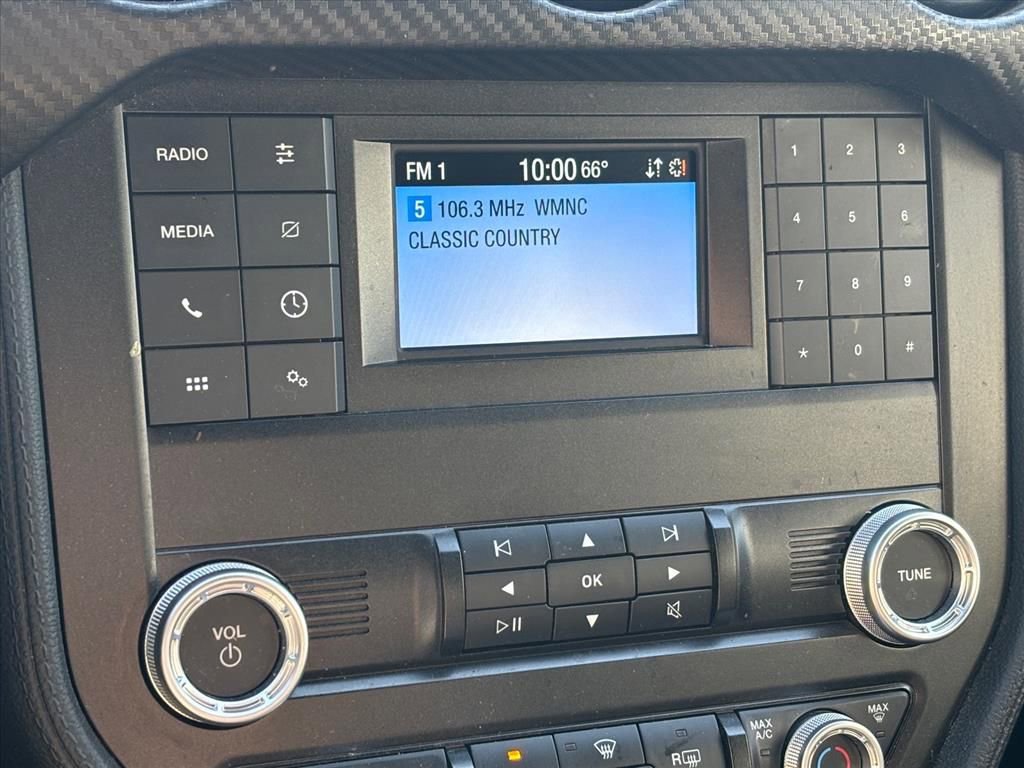 RADIO
MEDIA
FM 1 10:00 66°
5 106.3 MHz WMNC
CLASSIC COUNTRY
1 2 3
4 5 6
7 8 9
* 0 #
OK
VOL
TUNE
MAX
A/C
MAX
R